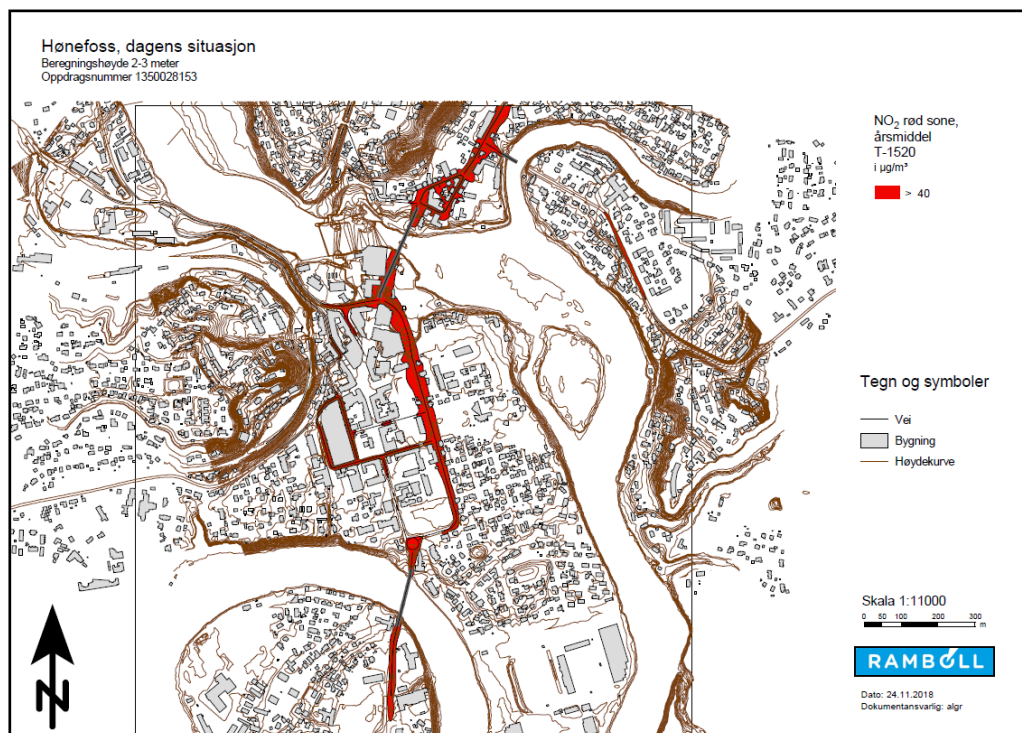 Hønefoss, dagens situasjon
Beregningshøyde 2-3 meter
Oppdragsnummer 1350028153
NO₂ rød sone,
årsmiddel
T-1520
i µg/m³
> 40
Tegn og symboler
Vei
Bygning
Høydekurve
Skala 1:11000
0 50 100 200 300
m
RAMBOLL
Dato: 24.11.2018
Dokumentansvarlig: algr
N